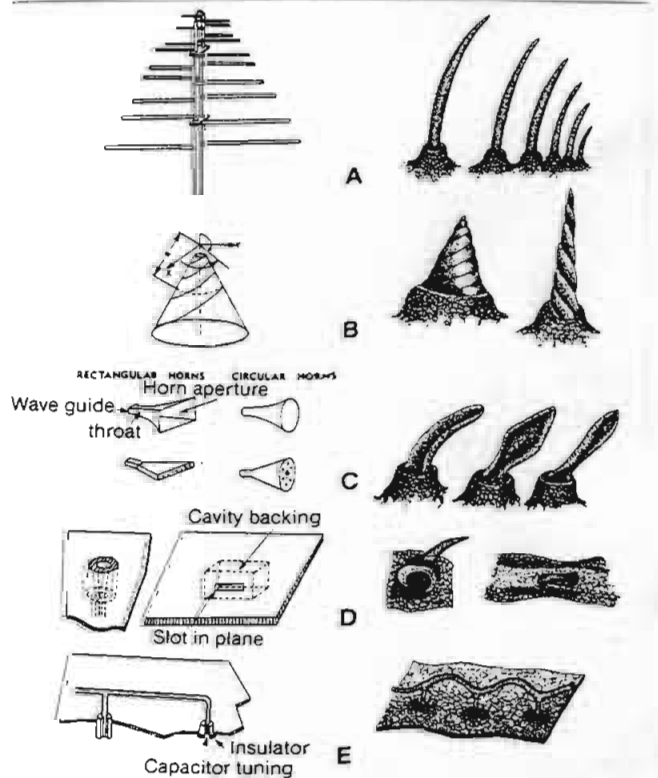 A
B
RECTANGULAR HORNS CIRCULAR HORNS
Horn aperture
Wave guide
throat
C
Cavity backing
D
Slot in plane
Insulator
Capacitor tuning
E